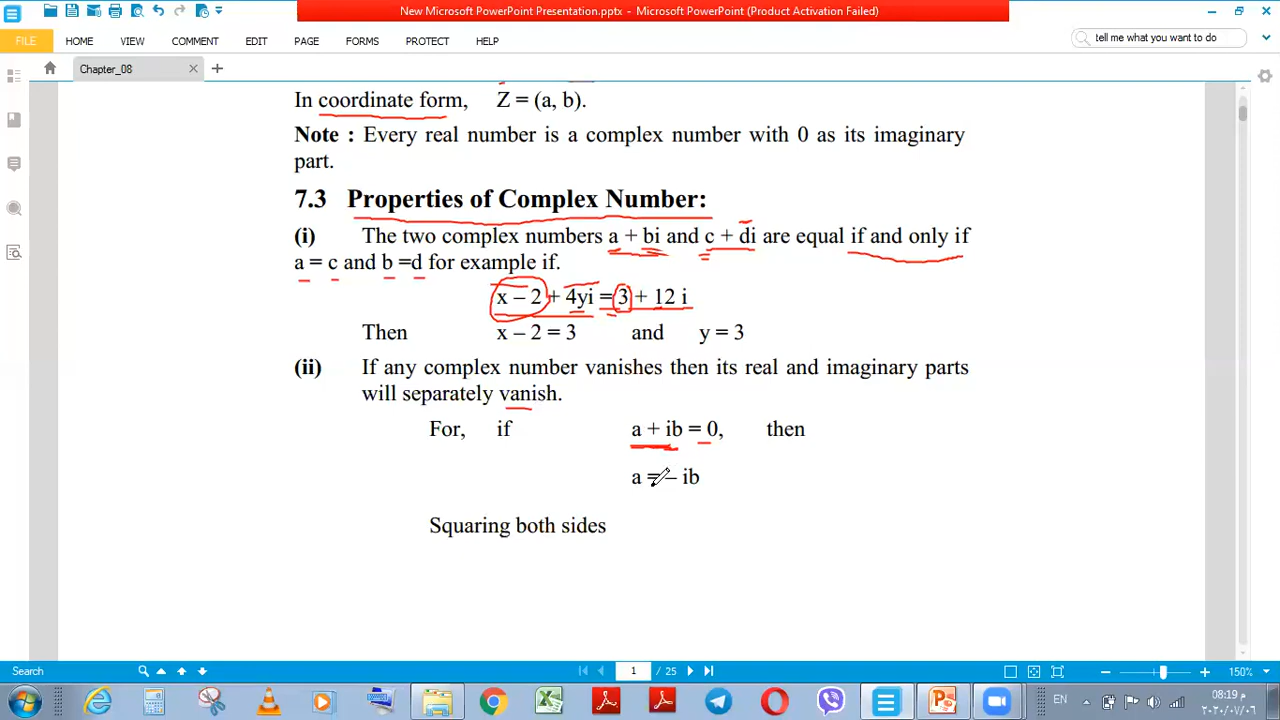 New Microsoft PowerPoint Presentation.pptx - Microsoft PowerPoint (Product Activation Failed)
FILE HOME VIEW COMMENT EDIT PAGE FORMS PROTECT HELP
tell me what you want to do
Chapter_08
In coordinate form, Z = (a, b).
Note : Every real number is a complex number with 0 as its imaginary
part.
7.3 Properties of Complex Number:
(i) The two complex numbers a + bi and c + di are equal if and only if
a = c and b =d for example if.
x – 2 + 4yi = 3 + 12 i
Then x – 2 = 3 and y = 3
(ii) If any complex number vanishes then its real and imaginary parts
will separately vanish.
For, if a + ib = 0, then
a = – ib
Squaring both sides
Search
1 / 25
150%
EN
08:19 م
٢٠٢٠/٠٧/٠٦